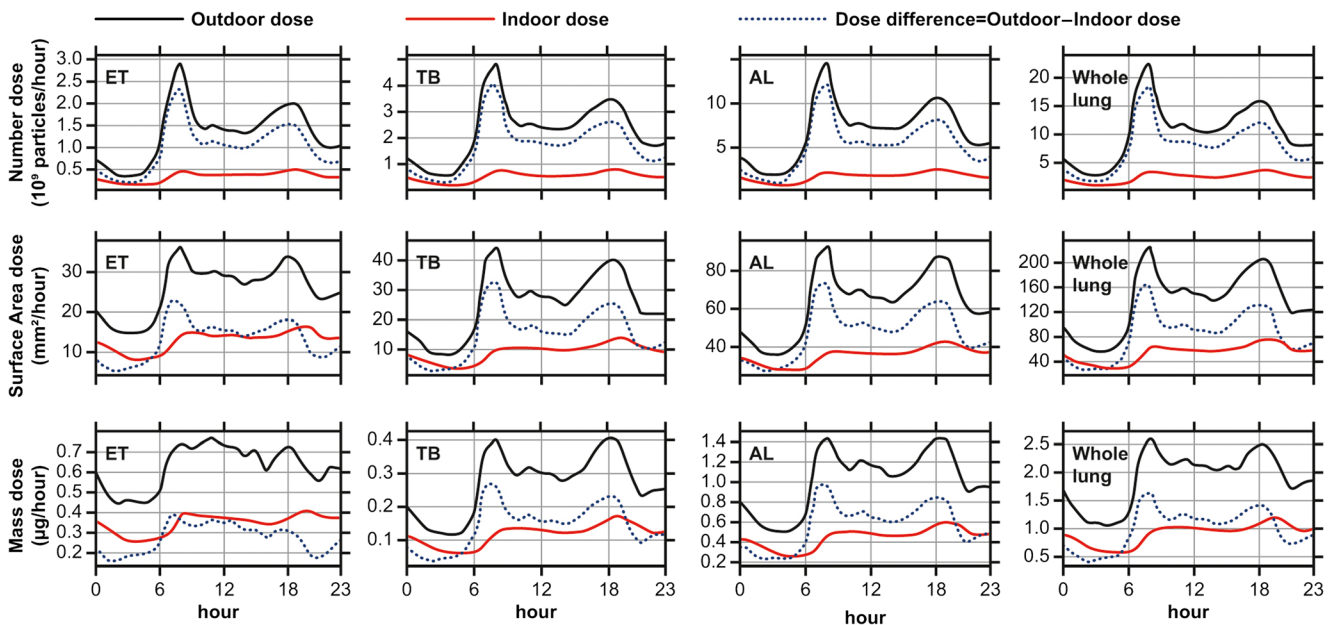 Outdoor dose Indoor dose Dose difference=Outdoor−Indoor dose
Number dose
(10⁹ particles/hour)
ET
3.0
2.5
2.0
1.5
1.0
0.5
TB
4
3
2
1
AL
10
5
Whole
lung
20
15
10
5
Surface Area dose
(mm²/hour)
ET
30
20
10
TB
40
30
20
10
AL
80
60
40
Whole
lung
200
160
120
80
40
Mass dose
(µg/hour)
ET
0.7
0.6
0.5
0.4
0.3
0.2
TB
0.4
0.3
0.2
0.1
AL
1.4
1.2
1.0
0.8
0.6
0.4
0.2
Whole
lung
2.5
2.0
1.5
1.0
0.5
0 6 12 18 23
hour
0 6 12 18 23
hour
0 6 12 18 23
hour
0 6 12 18 23
hour